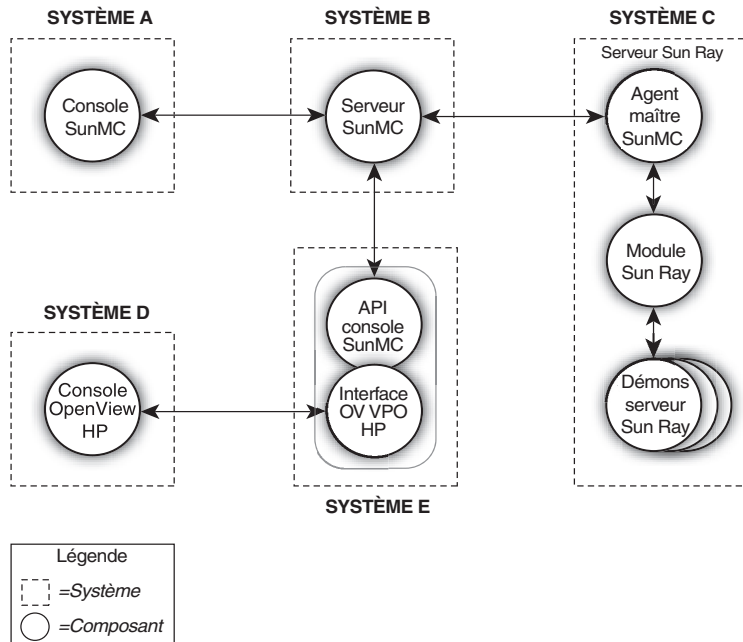 SYSTÈME A
SYSTÈME B
SYSTÈME C
Serveur Sun Ray
Console
SunMC
Serveur
SunMC
Agent
maître
SunMC
Module
Sun Ray
SYSTÈME D
API
console
SunMC
Console
OpenView
HP
Interface
OV VPO
HP
Démons
serveur
Sun Ray
SYSTÈME E
Légende
=Système
=Composant